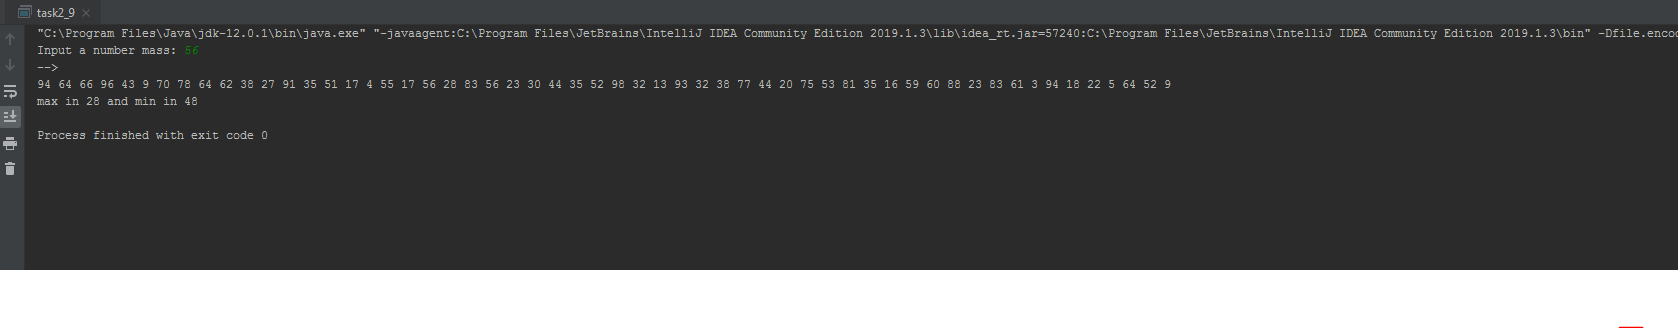 task2_9
"C:\Program Files\Java\jdk-12.0.1\bin\java.exe" "-javaagent:C:\Program Files\JetBrains\IntelliJ IDEA Community Edition 2019.1.3\lib\idea_rt.jar=57240:C:\Program Files\JetBrains\IntelliJ IDEA Community Edition 2019.1.3\bin" -Dfile.enco
Input a number mass: 56
-->
94 64 66 96 43 9 70 78 64 62 38 27 91 35 51 17 4 55 17 56 28 83 56 23 30 44 35 52 98 32 13 93 32 38 77 44 20 75 53 81 35 16 59 60 88 23 83 61 3 94 18 22 5 64 52 9
max in 28 and min in 48
Process finished with exit code 0